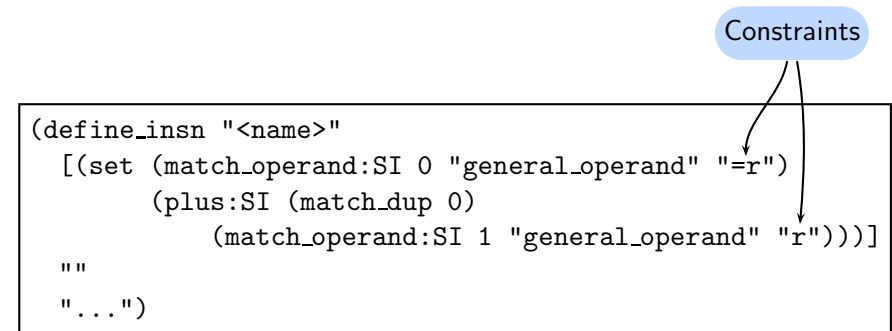 Constraints
(define_insn "<name>"
  [(set (match_operand:SI 0 "general_operand" "=r")
        (plus:SI (match_dup 0)
            (match_operand:SI 1 "general_operand" "r")))]
  ""
  "...")